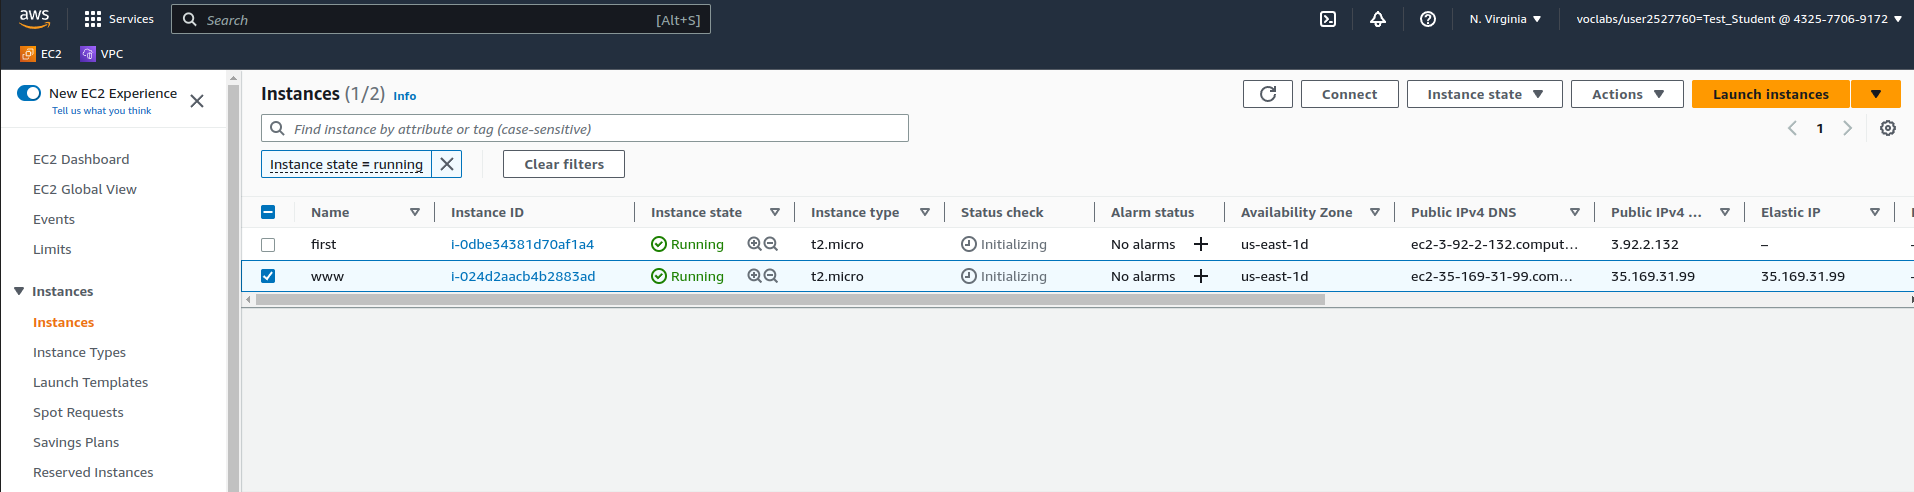 aws Services Search [Alt+S] N. Virginia voclabs/user2527760=Test_Student @ 4325-7706-9172
EC2 VPC
New EC2 Experience
Tell us what you think
EC2 Dashboard
EC2 Global View
Events
Limits
Instances
Instances
Instance Types
Launch Templates
Spot Requests
Savings Plans
Reserved Instances
Instances (1/2) Info Connect Instance state Actions Launch instances
Find instance by attribute or tag (case-sensitive) 1
Instance state = running Clear filters
Name Instance ID Instance state Instance type Status check Alarm status Availability Zone Public IPv4 DNS Public IPv4 ... Elastic IP
first i-0dbe34381d70af1a4 Running t2.micro Initializing No alarms us-east-1d ec2-3-92-2-132.comput... 3.92.2.132 –
www i-024d2aacb4b2883ad Running t2.micro Initializing No alarms us-east-1d ec2-35-169-31-99.com... 35.169.31.99 35.169.31.99